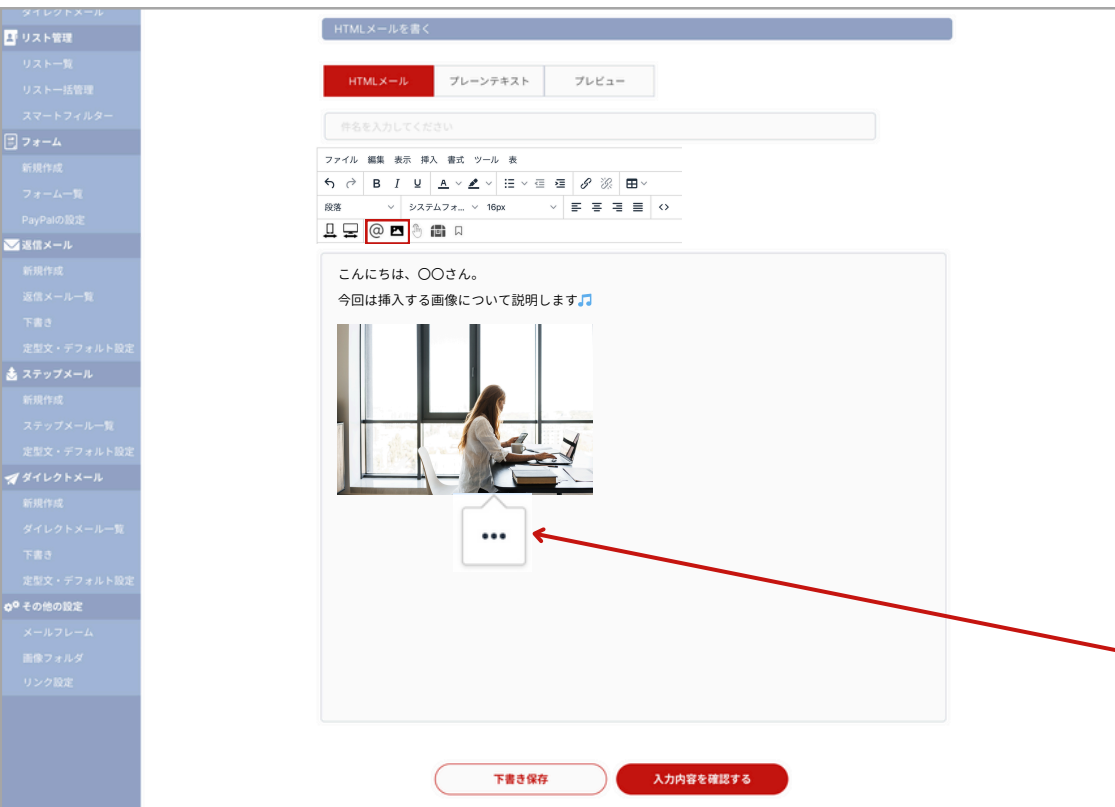 ダイレクトメール
リスト管理
リスト一覧
リスト一括管理
スマートフィルター
フォーム
新規作成
フォーム一覧
PayPalの設定
返信メール
新規作成
返信メール一覧
下書き
定型文・デフォルト設定
ステップメール
新規作成
ステップメール一覧
定型文・デフォルト設定
ダイレクトメール
新規作成
ダイレクトメール一覧
下書き
定型文・デフォルト設定
その他の設定
メールフレーム
画像フォルダ
リンク設定
HTMLメールを書く
HTMLメール プレーンテキスト プレビュー
件名を入力してください
ファイル 編集 表示 挿入 書式 ツール 表
B I U A
段落 システムフォ... 16px
こんにちは、〇〇さん。
今回は挿入する画像について説明します🎵
下書き保存 入力内容を確認する